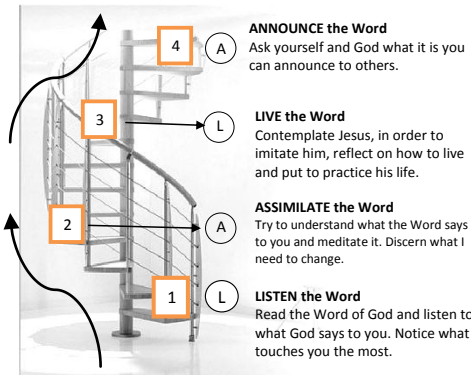 4
A
ANNOUNCE the Word
Ask yourself and God what it is you
can announce to others.
3
L
LIVE the Word
Contemplate Jesus, in order to
imitate him, reflect on how to live
and put to practice his life.
2
A
ASSIMILATE the Word
Try to understand what the Word says
to you and meditate it. Discern what I
need to change.
1
L
LISTEN the Word
Read the Word of God and listen to
what God says to you. Notice what
touches you the most.